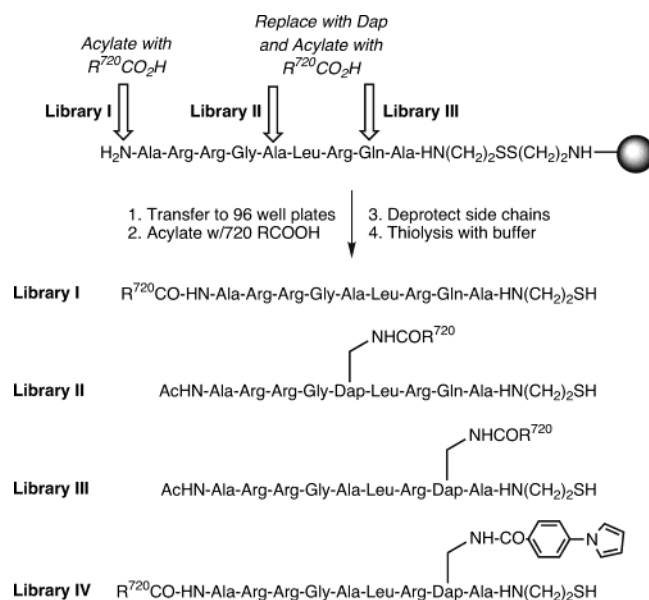 Acylate with
R⁷²⁰CO₂H
Replace with Dap
and Acylate with
R⁷²⁰CO₂H
Library I
Library II
Library III
H₂N-Ala-Arg-Arg-Gly-Ala-Leu-Arg-Gln-Ala-HN(CH₂)₂SS(CH₂)₂NH
1. Transfer to 96 well plates
2. Acylate w/720 RCOOH
3. Deprotect side chains
4. Thiolysis with buffer
Library I R⁷²⁰CO-HN-Ala-Arg-Arg-Gly-Ala-Leu-Arg-Gln-Ala-HN(CH₂)₂SH
NHCOR⁷²⁰
Library II AcHN-Ala-Arg-Arg-Gly-Dap-Leu-Arg-Gln-Ala-HN(CH₂)₂SH
NHCOR⁷²⁰
Library III AcHN-Ala-Arg-Arg-Gly-Ala-Leu-Arg-Dap-Ala-HN(CH₂)₂SH
NH-CO N
Library IV R⁷²⁰CO-HN-Ala-Arg-Arg-Gly-Ala-Leu-Arg-Dap-Ala-HN(CH₂)₂SH